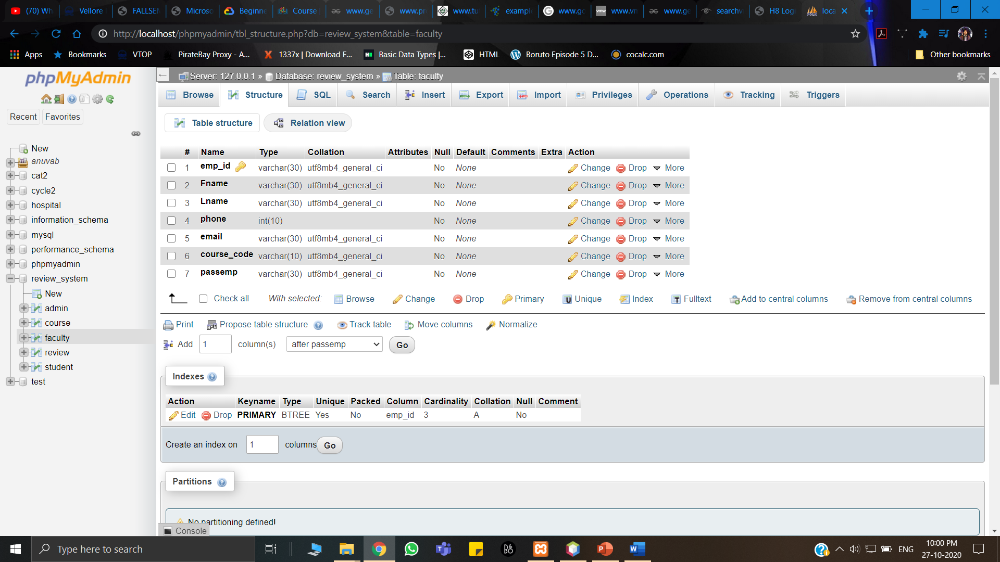 (70) Wh Vellore FALLSEM Microso Beginne Course www.ge www.pro www.tu example www.go www.vm www.ge searchv H8 Logi loca
http://localhost/phpmyadmin/tbl_structure.php?db=review_system&table=faculty
Apps Bookmarks VTOP PirateBay Proxy - A... 1337x | Download F... Basic Data Types |... HTML Boruto Episode 5 D... cocalc.com Other bookmarks
phpMyAdmin
Recent Favorites
New
anuvab
cat2
cycle2
hospital
information_schema
mysql
performance_schema
phpmyadmin
review_system
New
admin
course
faculty
review
student
test
Server: 127.0.0.1 » Database: review_system » Table: faculty
Browse Structure SQL Search Insert Export Import Privileges Operations Tracking Triggers
Table structure Relation view
# Name Type Collation Attributes Null Default Comments Extra Action
1 emp_id varchar(30) utf8mb4_general_ci No None Change Drop More
2 Fname varchar(30) utf8mb4_general_ci No None Change Drop More
3 Lname varchar(30) utf8mb4_general_ci No None Change Drop More
4 phone int(10) No None Change Drop More
5 email varchar(30) utf8mb4_general_ci No None Change Drop More
6 course_code varchar(10) utf8mb4_general_ci No None Change Drop More
7 passemp varchar(30) utf8mb4_general_ci No None Change Drop More
Check all With selected: Browse Change Drop Primary Unique Index Fulltext Add to central columns Remove from central columns
Print Propose table structure Track table Move columns Normalize
Add 1 column(s) after passemp Go
Indexes
Action Keyname Type Unique Packed Column Cardinality Collation Null Comment
Edit Drop PRIMARY BTREE Yes No emp_id 3 A No
Create an index on 1 columns Go
Partitions
No partitioning defined!
Console
Type here to search
ENG
10:00 PM
27-10-2020